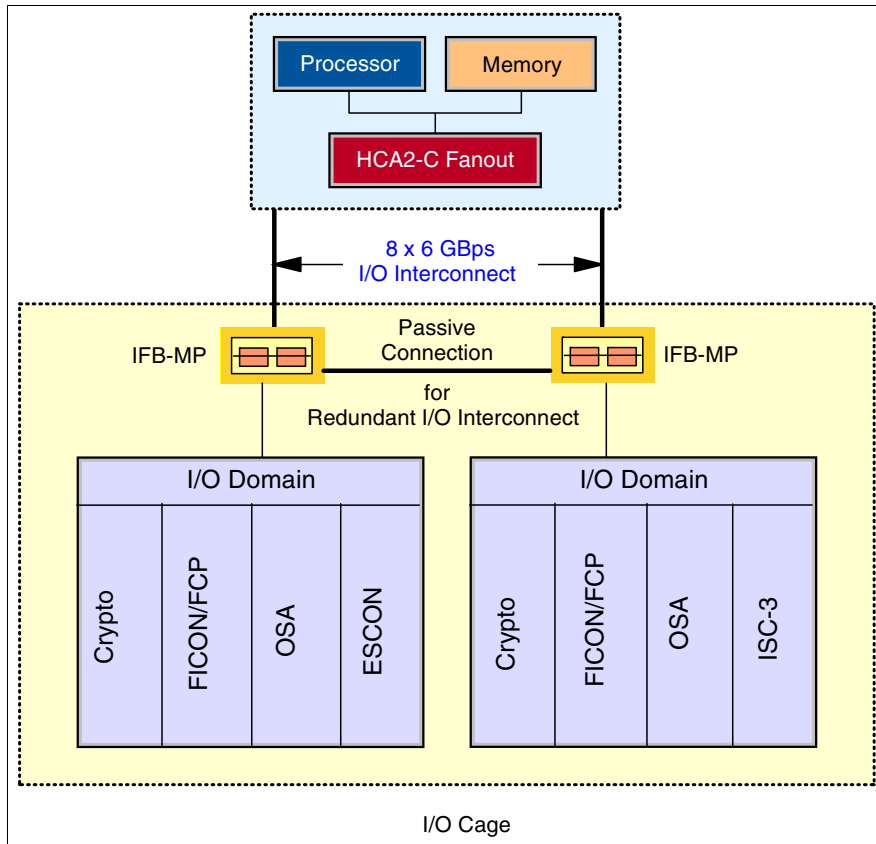 Processor
Memory
HCA2-C Fanout
8 x 6 GBps
I/O Interconnect
IFB-MP
Passive
Connection
IFB-MP
for
Redundant I/O Interconnect
I/O Domain
Crypto
FICON/FCP
OSA
ESCON
I/O Domain
Crypto
FICON/FCP
OSA
ISC-3
I/O Cage